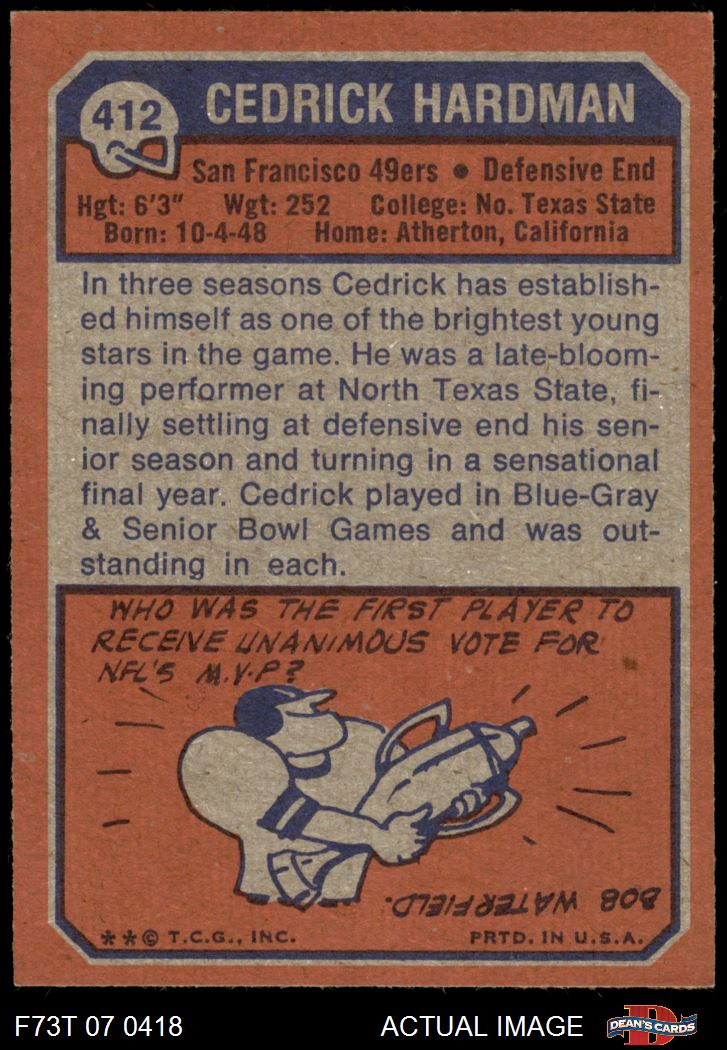 412
CEDRICK HARDMAN
San Francisco 49ers • Defensive End
Hgt: 6'3" Wgt: 252 College: No. Texas State
Born: 10-4-48 Home: Atherton, California
In three seasons Cedrick has establish-
ed himself as one of the brightest young
stars in the game. He was a late-bloom-
ing performer at North Texas State, fi-
nally settling at defensive end his sen-
ior season and turning in a sensational
final year. Cedrick played in Blue-Gray
& Senior Bowl Games and was out-
standing in each.
WHO WAS THE FIRST PLAYER TO
RECEIVE UNANIMOUS VOTE FOR
NFL'S M.V.P?
BOB WATERFIELD.
**© T.C.G., INC. PRTD. IN U.S.A.
F73T 07 0418 ACTUAL IMAGE DEAN'S CARDS